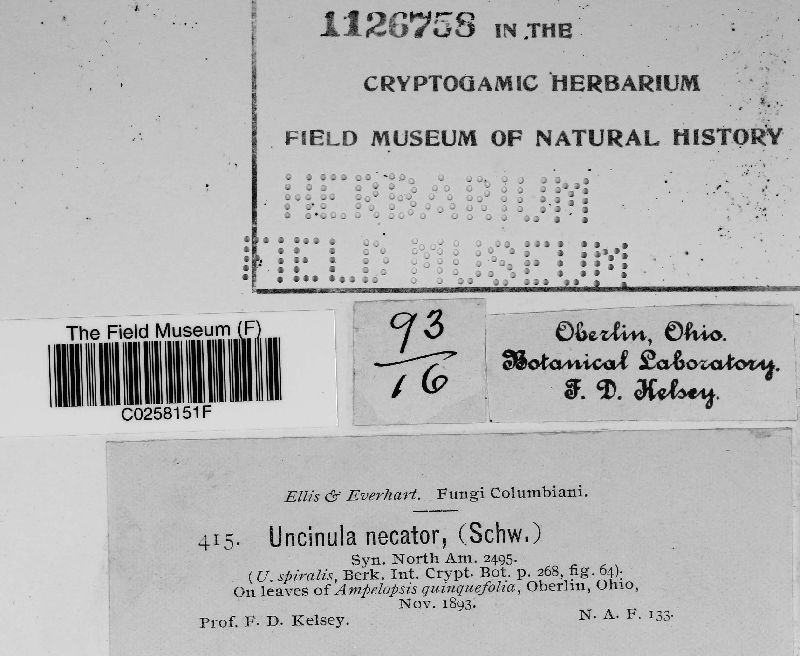 1126758 IN THE
CRYPTOGAMIC HERBARIUM
FIELD MUSEUM OF NATURAL HISTORY
HERBARIUM
FIELD MUSEUM
The Field Museum (F)
C0258151F
93
16
Oberlin, Ohio.
Botanical Laboratory.
F. D. Kelsey.
Ellis & Everhart. Fungi Columbiani.
415. Uncinula necator, (Schw.)
Syn. North Am. 2495.
(U. spiralis, Berk. Int. Crypt. Bot. p. 268, fig. 64).
On leaves of Ampelopsis quinquefolia, Oberlin, Ohio,
Nov. 1893.
Prof. F. D. Kelsey. N. A. F. 133.